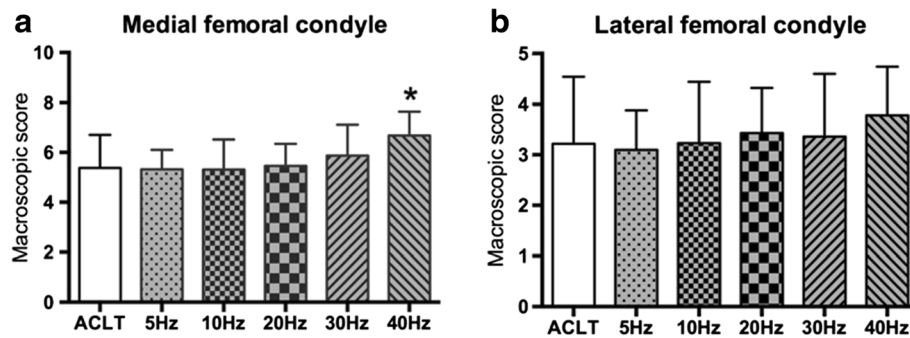 a
Medial femoral condyle
Macroscopic score
10
8
6
4
2
0
*
ACLT 5Hz 10Hz 20Hz 30Hz 40Hz
b
Lateral femoral condyle
Macroscopic score
5
4
3
2
1
0
ACLT 5Hz 10Hz 20Hz 30Hz 40Hz